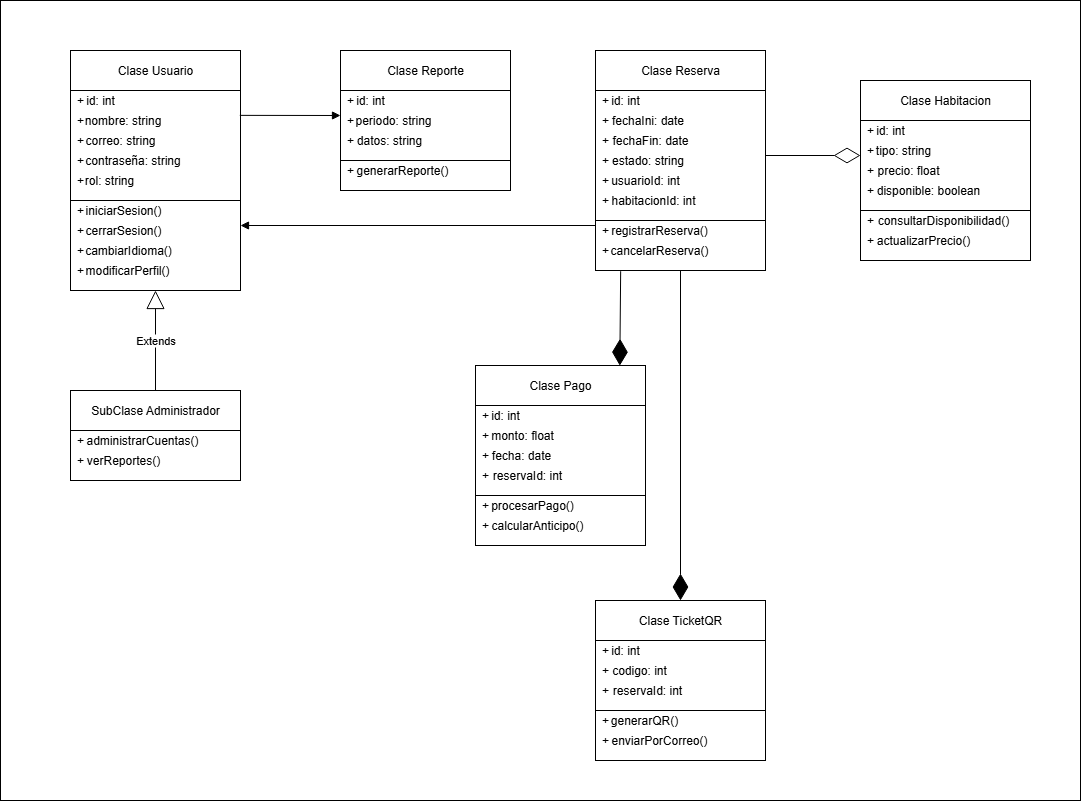 Clase Usuario
+ id: int
+ nombre: string
+ correo: string
+ contraseña: string
+ rol: string
+ iniciarSesion()
+ cerrarSesion()
+ cambiarIdioma()
+ modificarPerfil()
Extends
SubClase Administrador
+ administrarCuentas()
+ verReportes()
Clase Reporte
+ id: int
+ periodo: string
+ datos: string
+ generarReporte()
Clase Reserva
+ id: int
+ fechaIni: date
+ fechaFin: date
+ estado: string
+ usuarioId: int
+ habitacionId: int
+ registrarReserva()
+ cancelarReserva()
Clase Habitacion
+ id: int
+ tipo: string
+ precio: float
+ disponible: boolean
+ consultarDisponibilidad()
+ actualizarPrecio()
Clase Pago
+ id: int
+ monto: float
+ fecha: date
+ reservaId: int
+ procesarPago()
+ calcularAnticipo()
Clase TicketQR
+ id: int
+ codigo: int
+ reservaId: int
+ generarQR()
+ enviarPorCorreo()